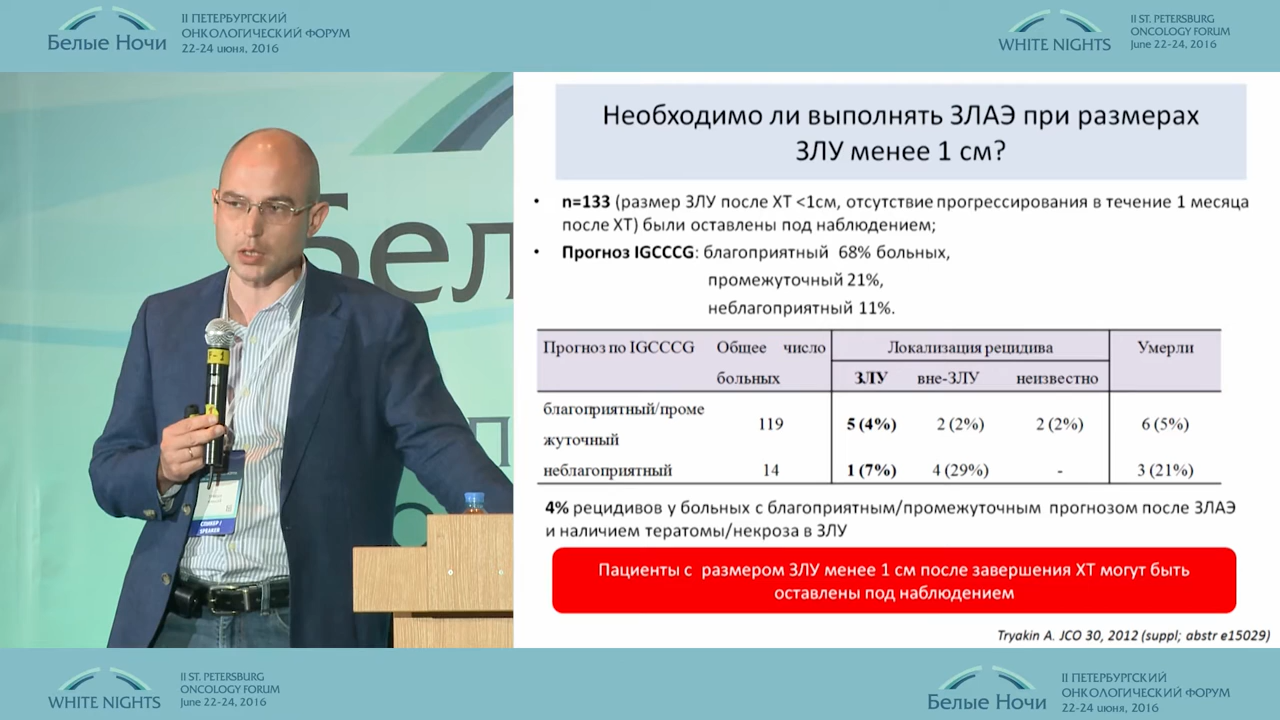 Белые Ночи
II ПЕТЕРБУРГСКИЙ
ОНКОЛОГИЧЕСКИЙ ФОРУМ
22-24 июня, 2016
WHITE NIGHTS
II ST. PETERSBURG
ONCOLOGY FORUM
June 22-24, 2016
Бел
F-1
СПИКЕР /
SPEAKER
Необходимо ли выполнять ЗЛАЭ при размерах
ЗЛУ менее 1 см?
• n=133 (размер ЗЛУ после ХТ <1см, отсутствие прогрессирования в течение 1 месяца
после ХТ) были оставлены под наблюдением;
• Прогноз IGCCCG: благоприятный 68% больных,
промежуточный 21%,
неблагоприятный 11%.
Прогноз по IGCCCG Общее число Локализация рецидива Умерли
больных ЗЛУ вне-ЗЛУ неизвестно
благоприятный/проме
119 5 (4%) 2 (2%) 2 (2%) 6 (5%)
жуточный
неблагоприятный 14 1 (7%) 4 (29%) - 3 (21%)
4% рецидивов у больных с благоприятным/промежуточным прогнозом после ЗЛАЭ
и наличием тератомы/некроза в ЗЛУ
Пациенты с размером ЗЛУ менее 1 см после завершения ХТ могут быть
оставлены под наблюдением
Tryakin A. JCO 30, 2012 (suppl; abstr e15029)
WHITE NIGHTS
II ST. PETERSBURG
ONCOLOGY FORUM
June 22-24, 2016
Белые Ночи
II ПЕТЕРБУРГСКИЙ
ОНКОЛОГИЧЕСКИЙ ФОРУМ
22-24 июня, 2016